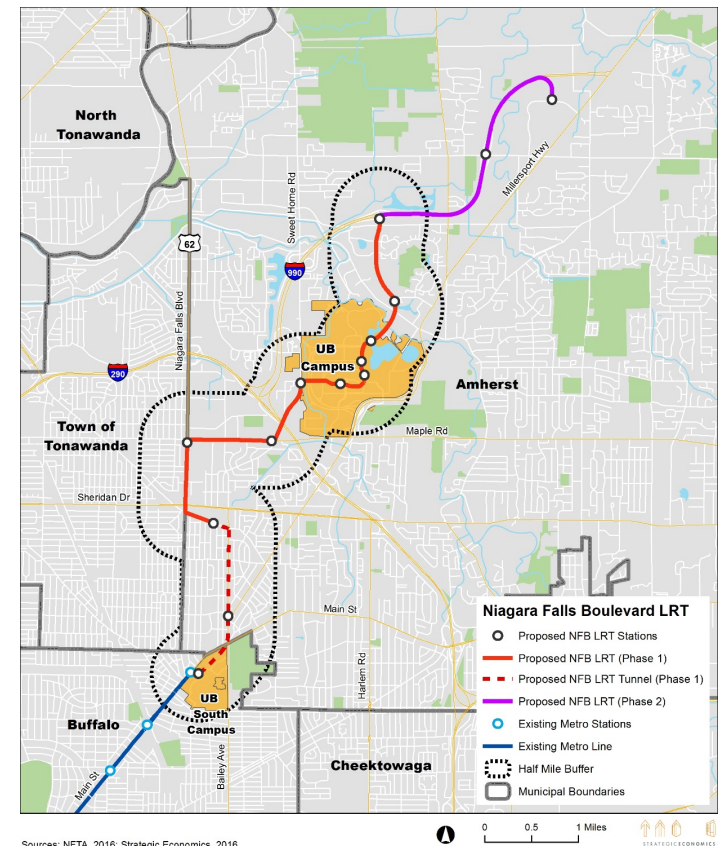 North
Tonawanda
Sweet Home Rd
Millersport Hwy
62
990
Niagara Falls Blvd
UB
Campus
290
Amherst
Town of
Tonawanda
Maple Rd
Sheridan Dr
Main St
Harlem Rd
UB
South
Campus
Buffalo
Bailey Ave
Main St
Cheektowaga
Niagara Falls Boulevard LRT
Proposed NFB LRT Stations
Proposed NFB LRT (Phase 1)
Proposed NFB LRT Tunnel (Phase 1)
Proposed NFB LRT (Phase 2)
Existing Metro Stations
Existing Metro Line
Half Mile Buffer
Municipal Boundaries
0 0.5 1 Miles
STRATEGICECONOMICS
Sources: NFTA, 2016; Strategic Economics, 2016